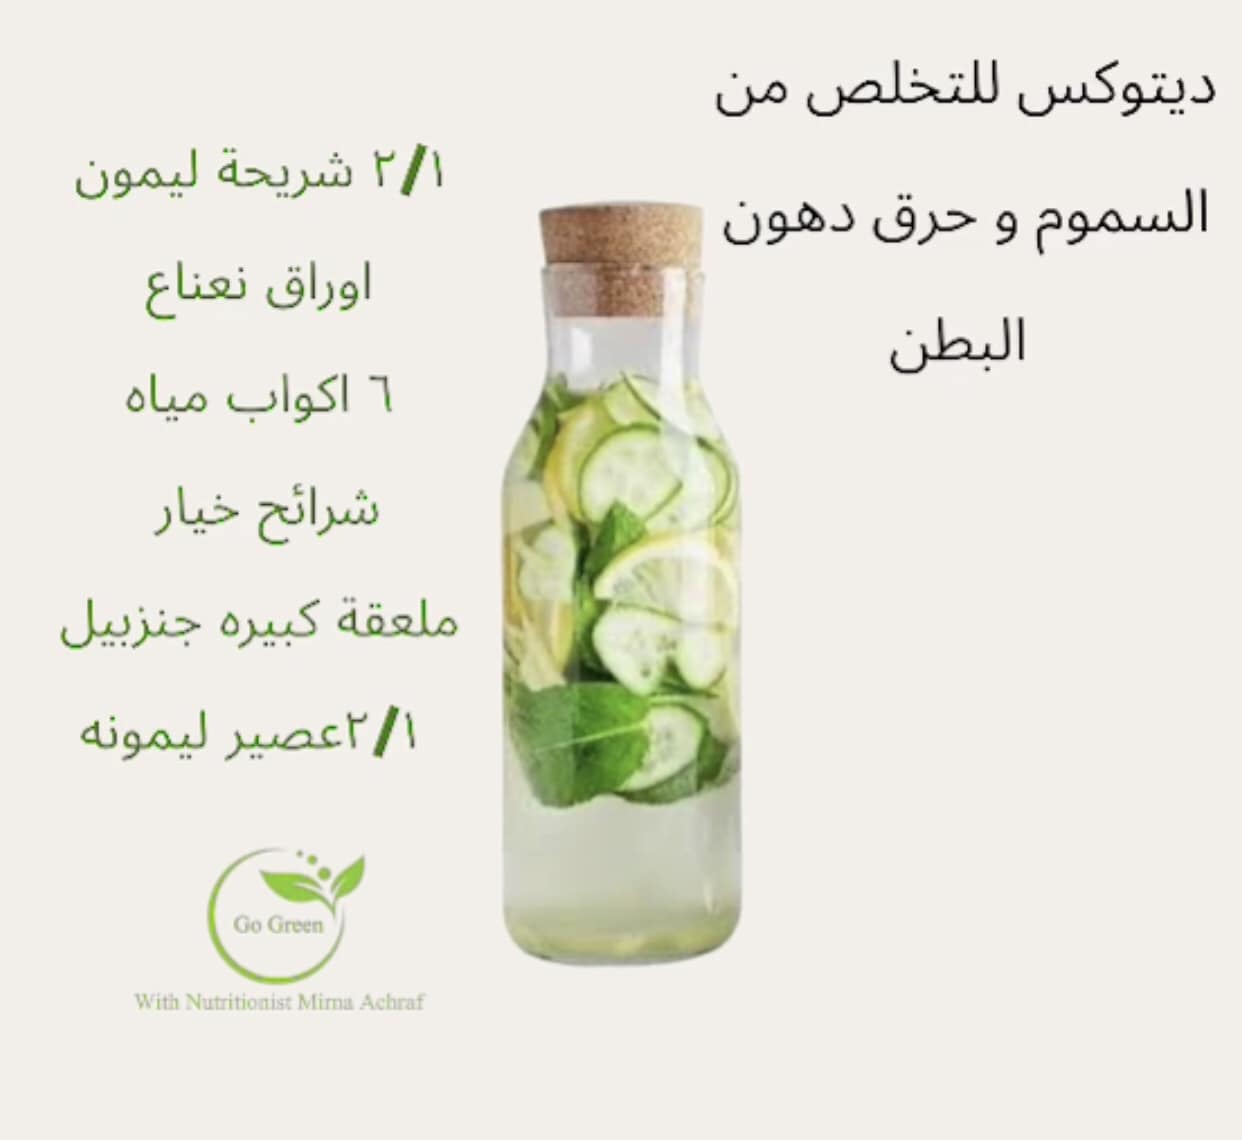 ديتوكس للتخلص من
السموم و حرق دهون
البطن
٢/١ شريحة ليمون
اوراق نعناع
٦ اكواب مياه
شرائح خيار
ملعقة كبيره جنزبيل
٢/١عصير ليمونه
Go Green
With Nutritionist Mirna Achraf